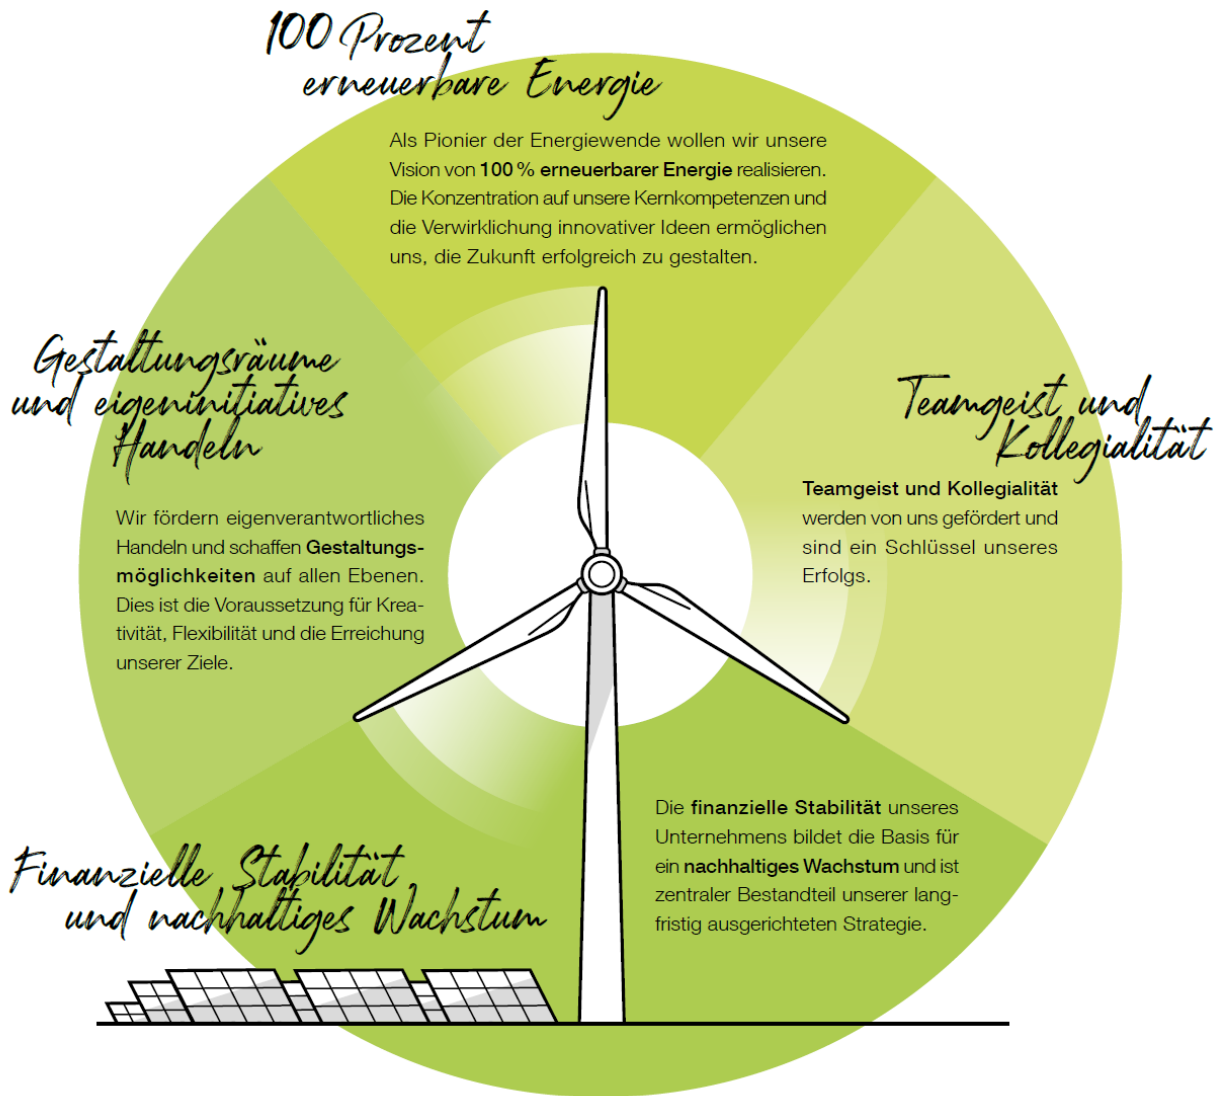 100 Prozent
erneuerbare Energie
Als Pionier der Energiewende wollen wir unsere
Vision von 100 % erneuerbarer Energie realisieren.
Die Konzentration auf unsere Kernkompetenzen und
die Verwirklichung innovativer Ideen ermöglichen
uns, die Zukunft erfolgreich zu gestalten.
Gestaltungsräume
und eigeninitiatives
Handeln
Wir fördern eigenverantwortliches
Handeln und schaffen Gestaltungs-
möglichkeiten auf allen Ebenen.
Dies ist die Voraussetzung für Krea-
tivität, Flexibilität und die Erreichung
unserer Ziele.
Teamgeist und
Kollegialität
Teamgeist und Kollegialität
werden von uns gefördert und
sind ein Schlüssel unseres
Erfolgs.
Finanzielle Stabilität
und nachhaltiges Wachstum
Die finanzielle Stabilität unseres
Unternehmens bildet die Basis für
ein nachhaltiges Wachstum und ist
zentraler Bestandteil unserer lang-
fristig ausgerichteten Strategie.